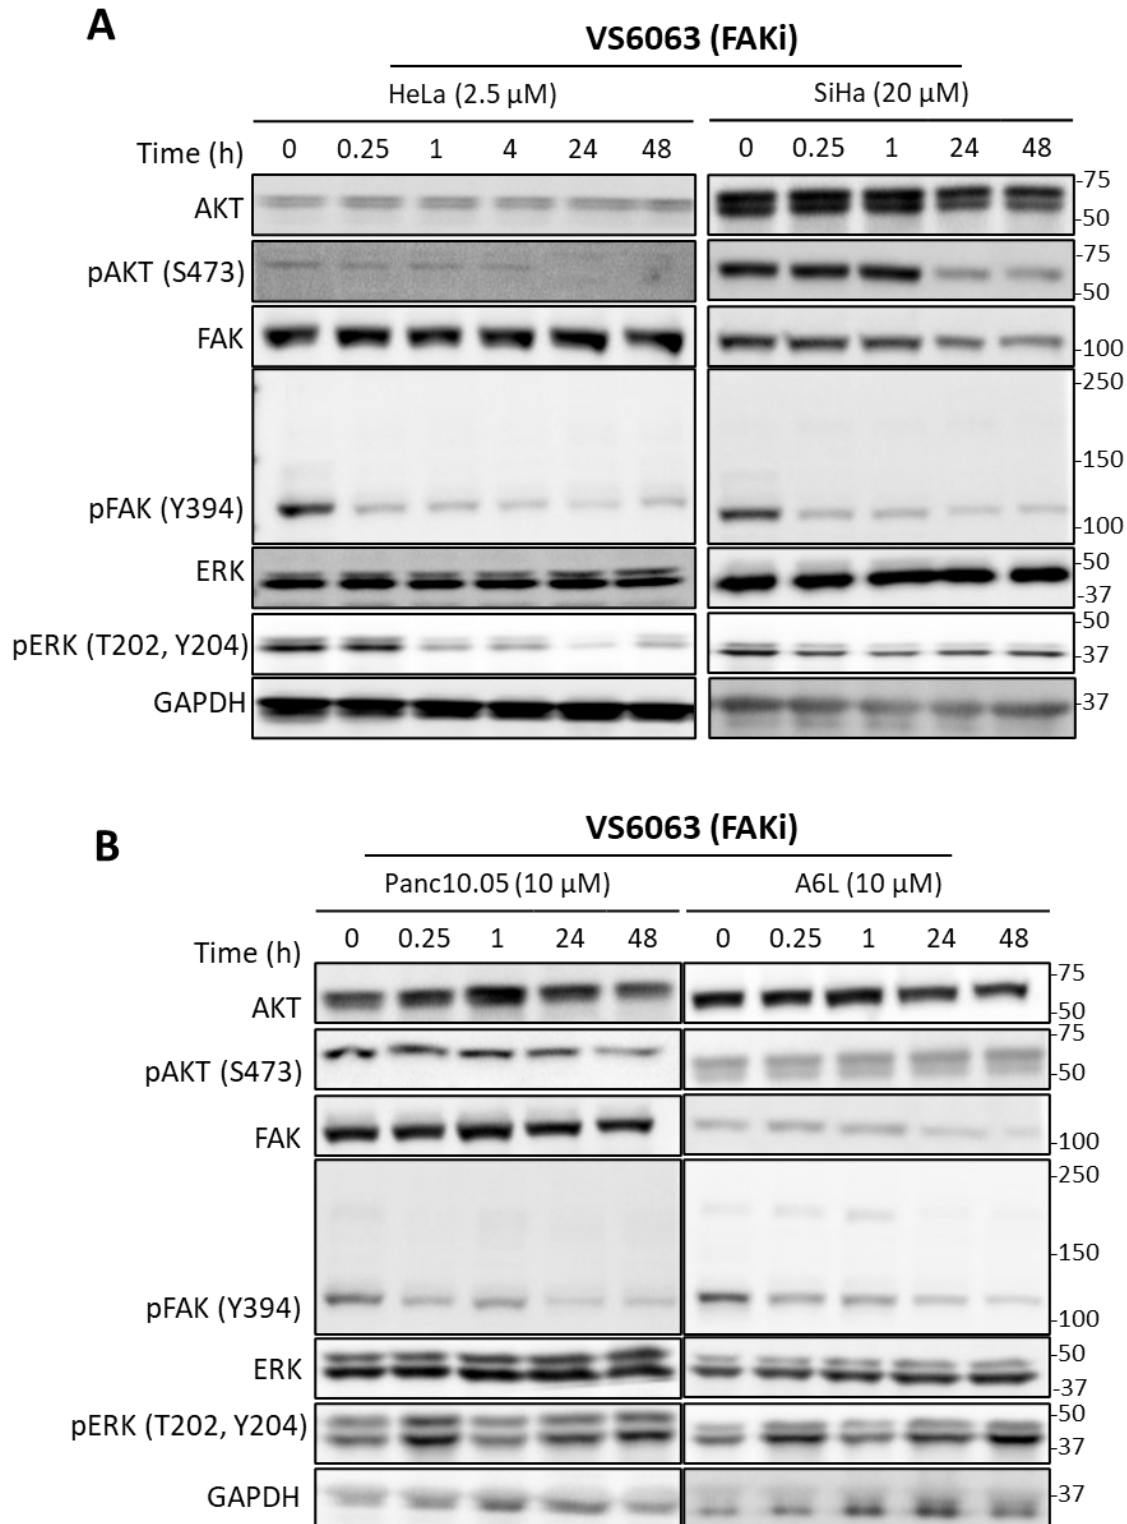 A
VS6063 (FAKi)
HeLa (2.5 µM) SiHa (20 µM)
Time (h) 0 0.25 1 4 24 48 0 0.25 1 24 48
AKT -75
-50
pAKT (S473) -75
-50
FAK -100
-250
-150
pFAK (Y394) -100
ERK -50
-37
pERK (T202, Y204) -50
-37
GAPDH -37
B
VS6063 (FAKi)
Panc10.05 (10 µM) A6L (10 µM)
Time (h) 0 0.25 1 24 48 0 0.25 1 24 48
AKT -75
-50
pAKT (S473) -75
-50
FAK -100
-250
-150
pFAK (Y394) -100
ERK -50
-37
pERK (T202, Y204) -50
-37
GAPDH -37